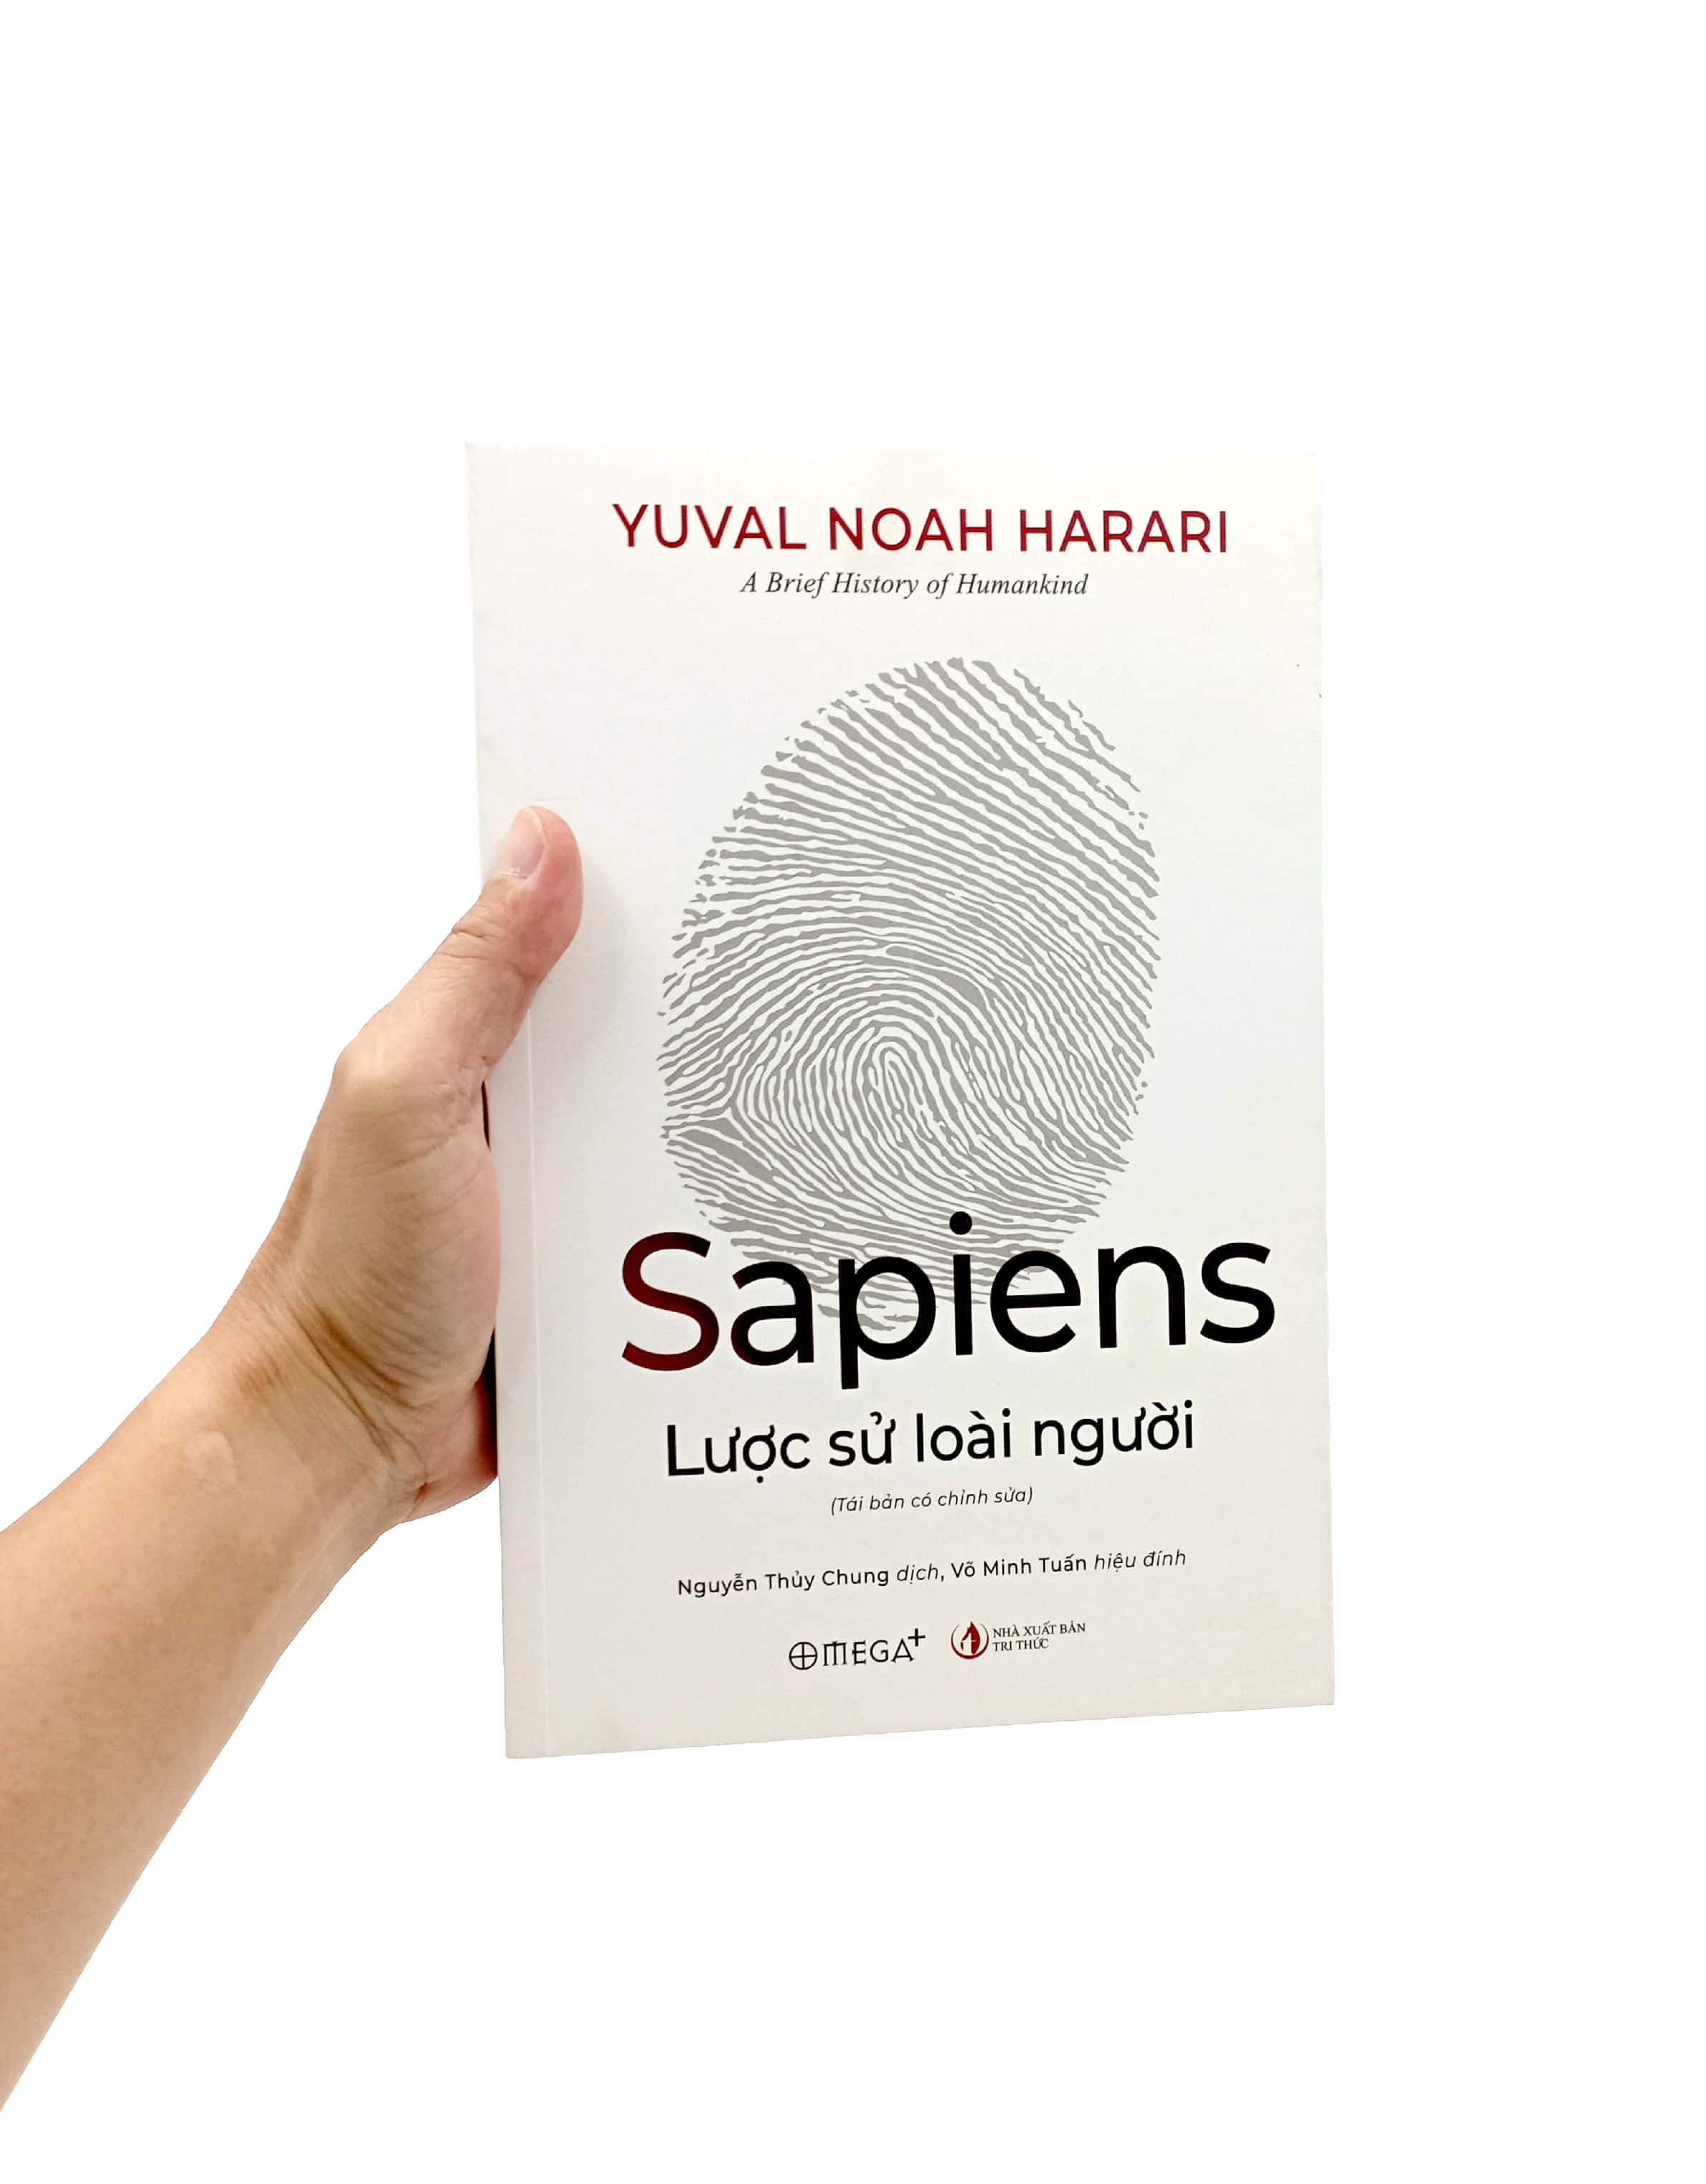 YUVAL NOAH HARARI
A Brief History of Humankind
Sapiens
Lược sử loài người
(Tái bản có chỉnh sửa)
Nguyễn Thủy Chung dịch, Võ Minh Tuấn hiệu đính
OMEGA+
NHÀ XUẤT BẢN
TRI THỨC